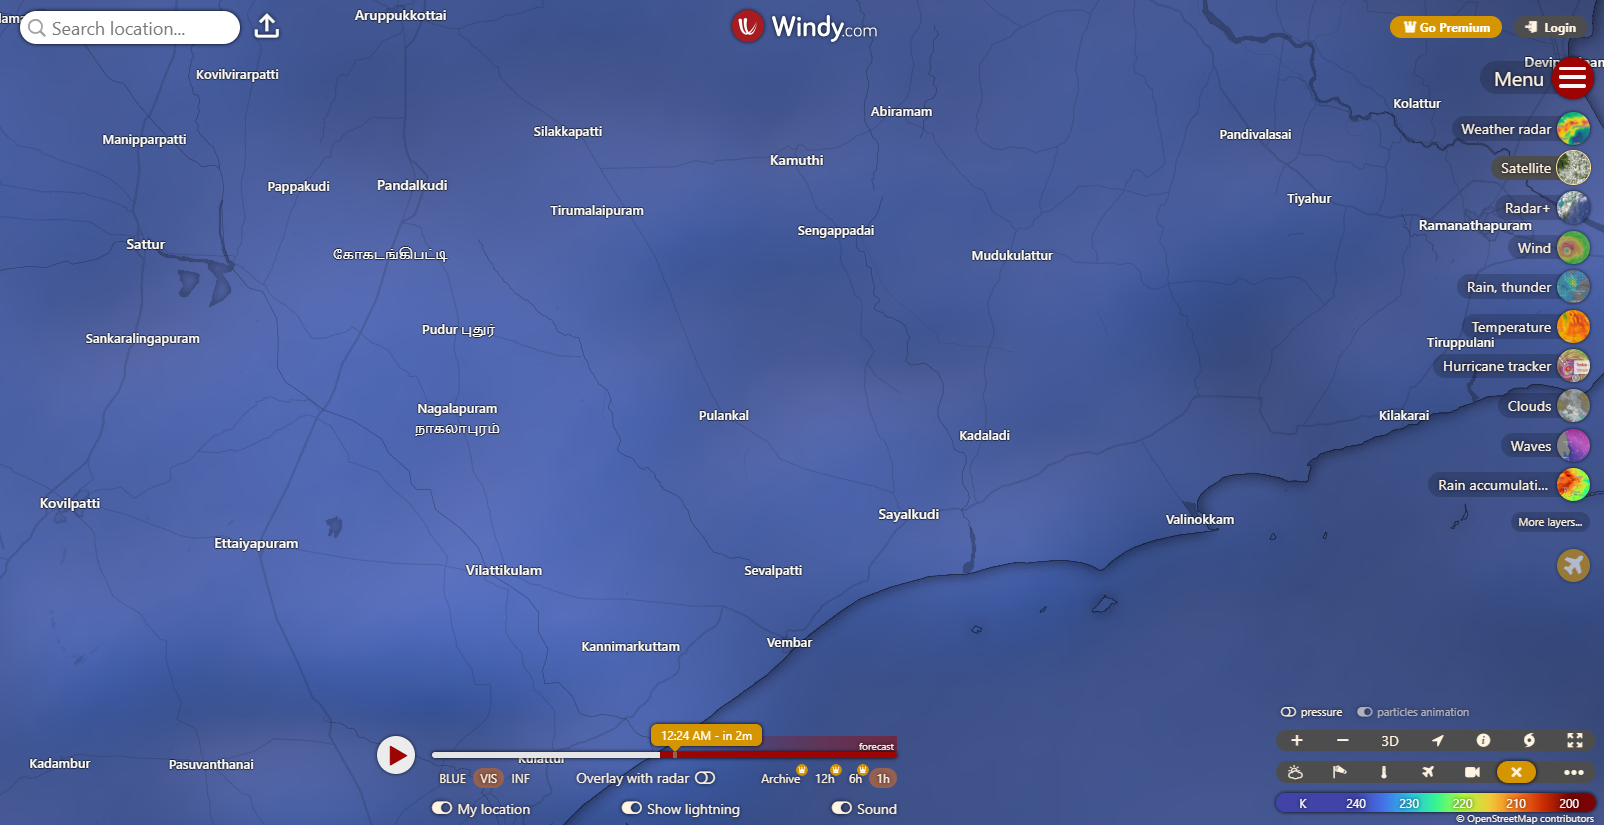 Aruppukkottai
Search location...
Windy.com
Go Premium
Login
Menu
Kovilvirarpatti
Kolattur
Abiramam
Silakkapatti
Weather radar
Manipparpatti
Pandivalasai
Kamuthi
Satellite
Pappakudi
Pandalkudi
Tiyahur
Radar+
Tirumalaipuram
Ramanathapuram
Sengappadai
Sattur
Wind
கோகடங்கிபட்டி
Mudukulattur
Rain, thunder
Pudur புதூர்
Temperature
Sankaralingapuram
Tiruppulani
Hurricane tracker
Nagalapuram
நாகலாபுரம்
Clouds
Pulankal
Kilakarai
Kadaladi
Waves
Rain accumulati...
Kovilpatti
Sayalkudi
Valinokkam
More layers...
Ettaiyapuram
Vilattikulam
Sevalpatti
Kannimarkuttam
Vembar
pressure
particles animation
12:24 AM - in 2m
forecast
3D
Kadambur
Pasuvanthanai
Kulattur
BLUE VIS INF
Overlay with radar
Archive 12h 6h 1h
My location
Show lightning
Sound
K 240 230 220 210 200
© OpenStreetMap contributors